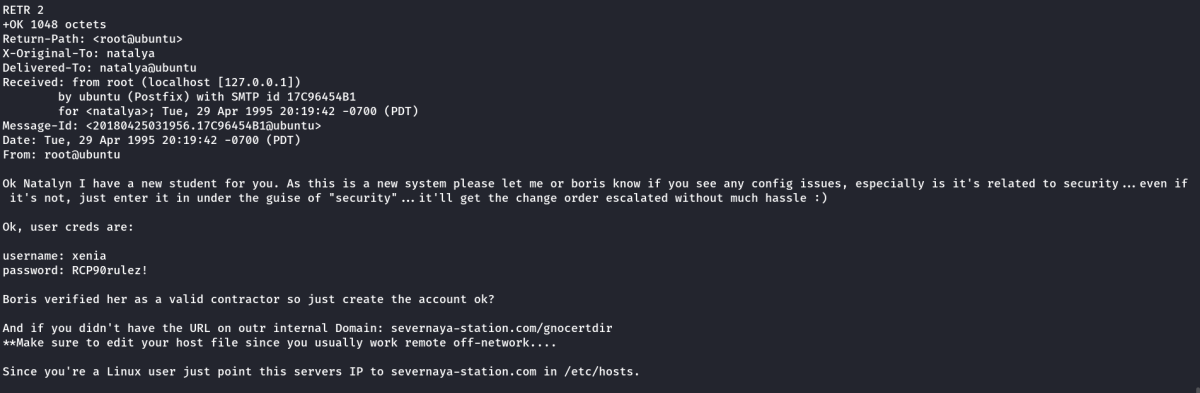 RETR 2
+OK 1048 octets
Return-Path: <root@ubuntu>
X-Original-To: natalya
Delivered-To: natalya@ubuntu
Received: from root (localhost [127.0.0.1])
        by ubuntu (Postfix) with SMTP id 17C96454B1
        for <natalya>; Tue, 29 Apr 1995 20:19:42 -0700 (PDT)
Message-Id: <20180425031956.17C96454B1@ubuntu>
Date: Tue, 29 Apr 1995 20:19:42 -0700 (PDT)
From: root@ubuntu

Ok Natalyn I have a new student for you. As this is a new system please let me or boris know if you see any config issues, especially is it's related to security...even if
 it's not, just enter it in under the guise of "security"...it'll get the change order escalated without much hassle :)

Ok, user creds are:

username: xenia
password: RCP90rulez!

Boris verified her as a valid contractor so just create the account ok?

And if you didn't have the URL on outr internal Domain: severnaya-station.com/gnocertdir
**Make sure to edit your host file since you usually work remote off-network....

Since you're a Linux user just point this servers IP to severnaya-station.com in /etc/hosts.